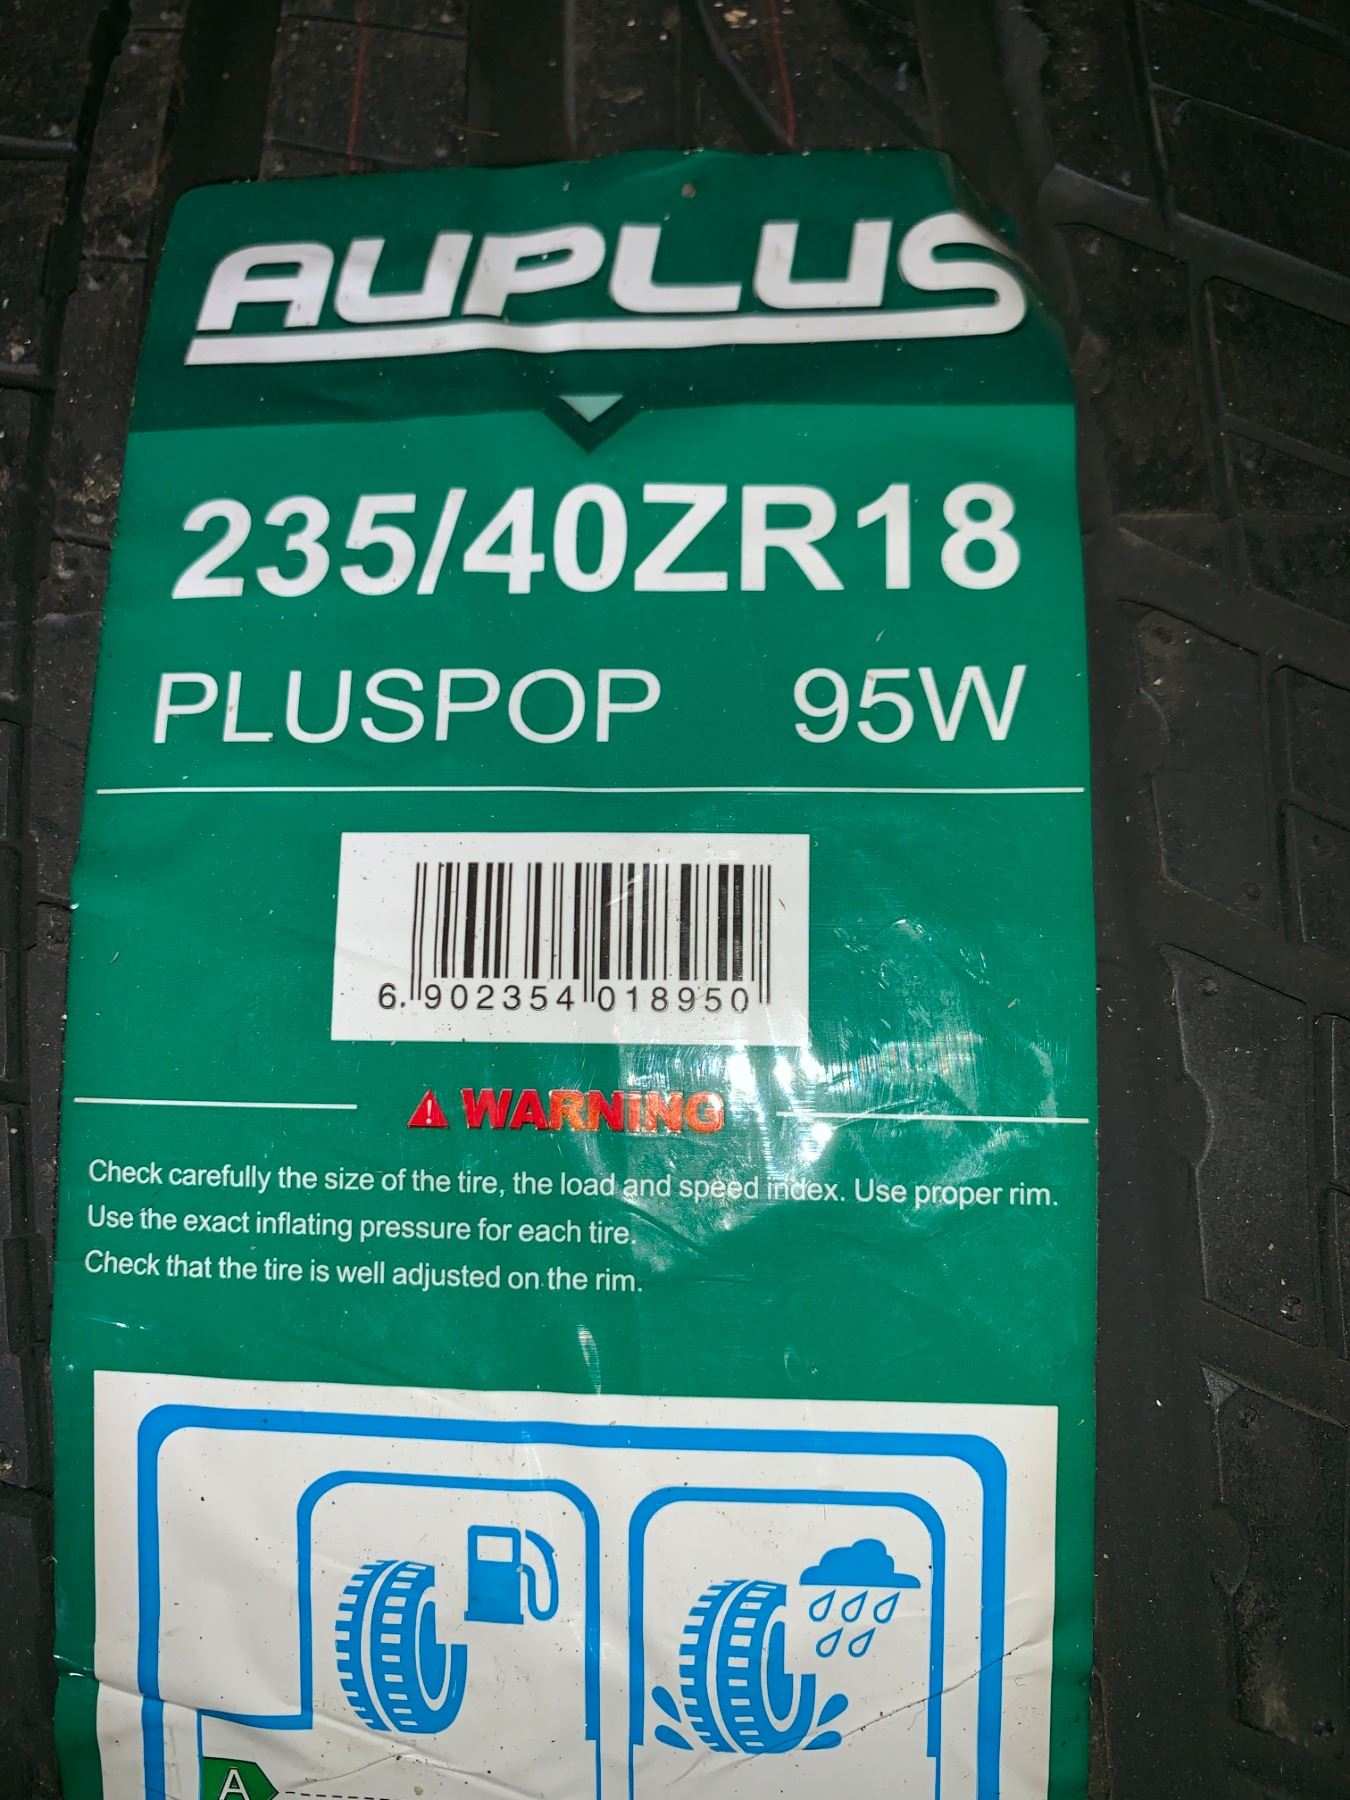 AUPLUS
235/40ZR18
PLUSPOP 95W
6 902354 018950
WARNING
Check carefully the size of the tire, the load and speed index. Use proper rim.
Use the exact inflating pressure for each tire.
Check that the tire is well adjusted on the rim.
A